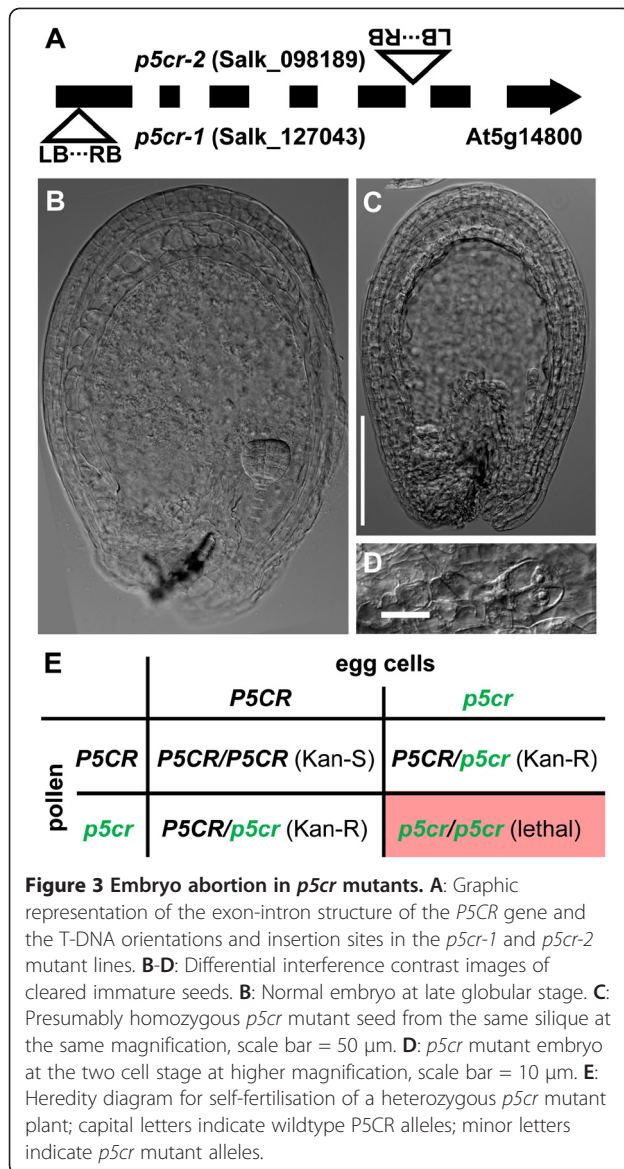 A
p5cr-2 (Salk_098189)
LB···RB
LB···RB
p5cr-1 (Salk_127043)
At5g14800
B
C
D
E
egg cells
P5CR
p5cr
pollen
P5CR
P5CR/P5CR (Kan-S)
P5CR/p5cr (Kan-R)
p5cr
P5CR/p5cr (Kan-R)
p5cr/p5cr (lethal)
Figure 3 Embryo abortion in p5cr mutants. A: Graphic
representation of the exon-intron structure of the P5CR gene and
the T-DNA orientations and insertion sites in the p5cr-1 and p5cr-2
mutant lines. B-D: Differential interference contrast images of
cleared immature seeds. B: Normal embryo at late globular stage. C:
Presumably homozygous p5cr mutant seed from the same silique at
the same magnification, scale bar = 50 μm. D: p5cr mutant embryo
at the two cell stage at higher magnification, scale bar = 10 μm. E:
Heredity diagram for self-fertilisation of a heterozygous p5cr mutant
plant; capital letters indicate wildtype P5CR alleles; minor letters
indicate p5cr mutant alleles.